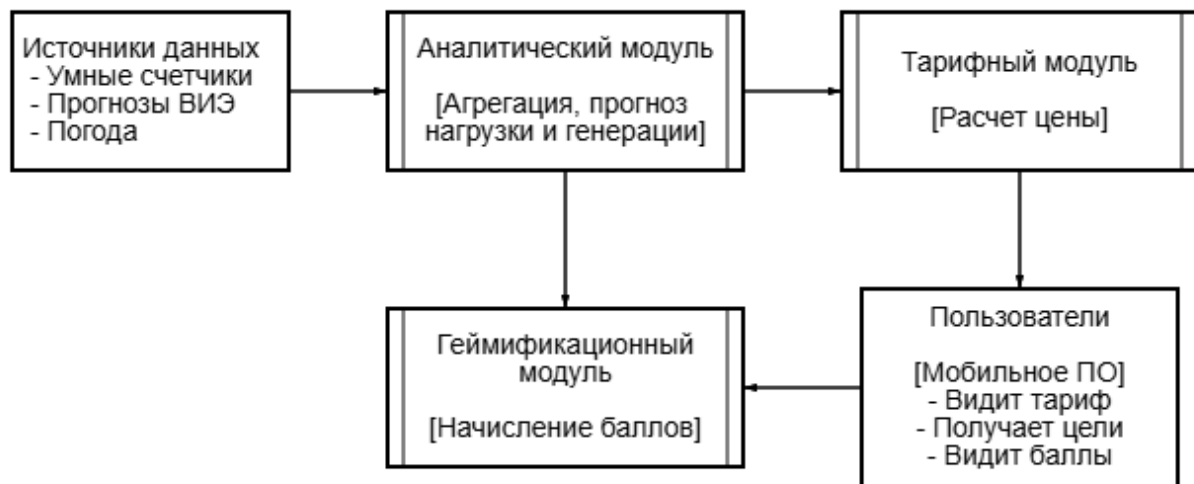 Источники данных
- Умные счетчики
- Прогнозы ВИЭ
- Погода
Аналитический модуль
[Агрегация, прогноз
нагрузки и генерации]
Тарифный модуль
[Расчет цены]
Геймификационный
модуль
[Начисление баллов]
Пользователи
[Мобильное ПО]
- Видит тариф
- Получает цели
- Видит баллы